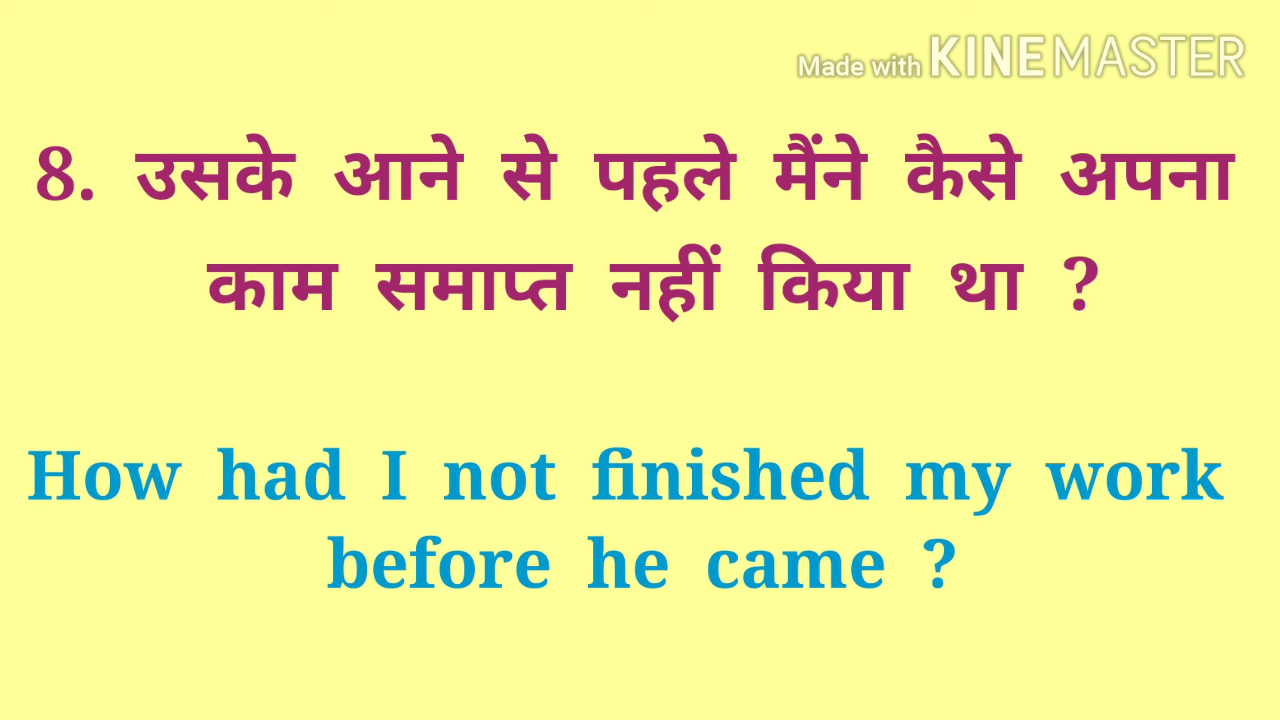 Made with KINEMASTER
8. उसके आने से पहले मैंने कैसे अपना
काम समाप्त नहीं किया था ?
How had I not finished my work
before he came ?